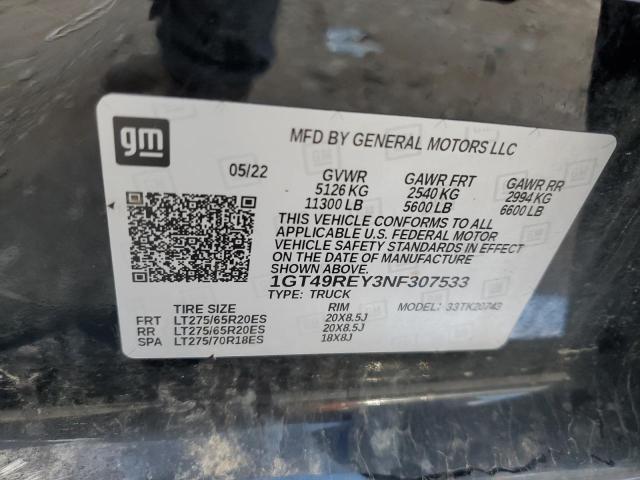 gm
MFD BY GENERAL MOTORS LLC
05/22 GVWR GAWR FRT GAWR RR
5126 KG 2540 KG 2994 KG
11300 LB 5600 LB 6600 LB
THIS VEHICLE CONFORMS TO ALL
APPLICABLE U.S. FEDERAL MOTOR
VEHICLE SAFETY STANDARDS IN EFFECT
ON THE DATE OF MANUFACTURE
SHOWN ABOVE.
1GT49REY3NF307533
TYPE: TRUCK MODEL: 33TK20743
TIRE SIZE RIM
FRT LT275/65R20ES 20X8.5J
RR LT275/65R20ES 20X8.5J
SPA LT275/70R18ES 18X8J